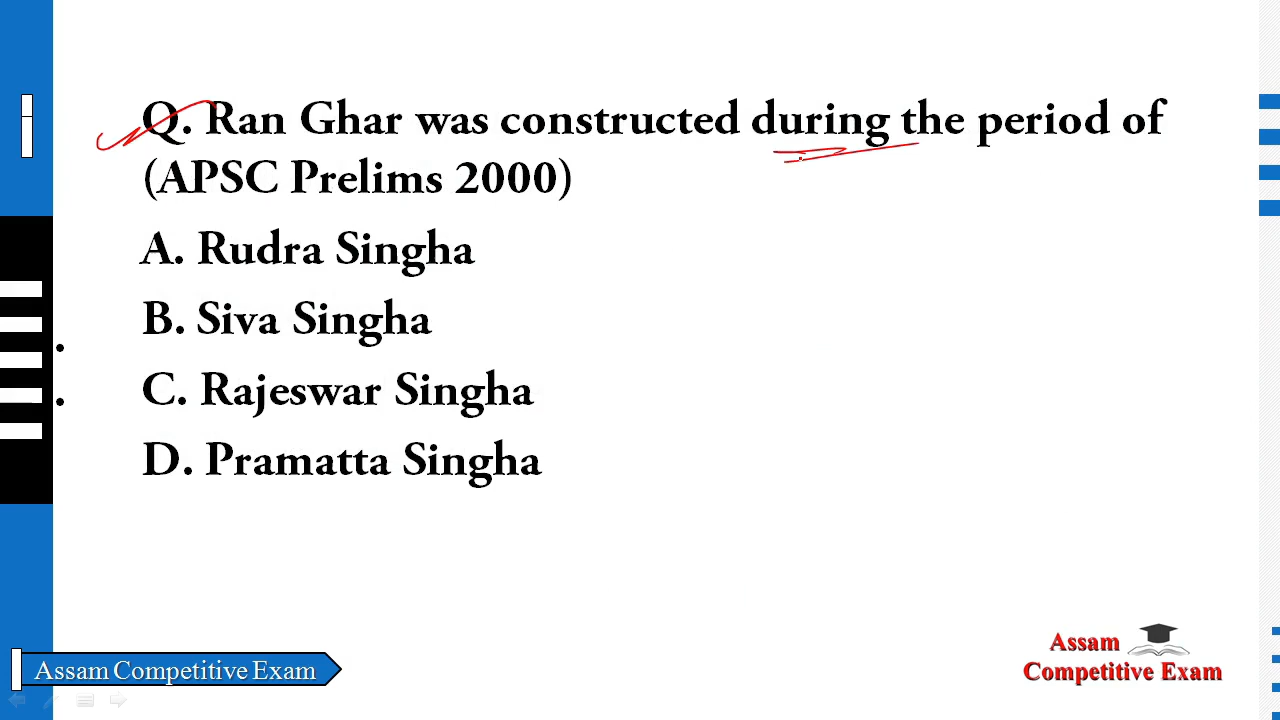 Q. Ran Ghar was constructed during the period of
(APSC Prelims 2000)
A. Rudra Singha
B. Siva Singha
C. Rajeswar Singha
D. Pramatta Singha
Assam Competitive Exam
Assam
Competitive Exam